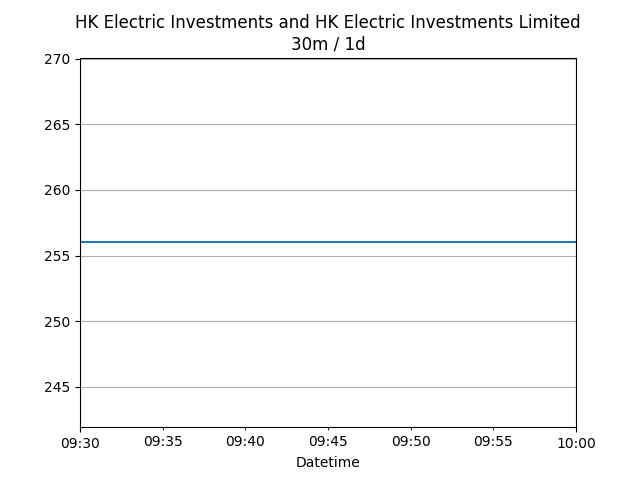 HK Electric Investments and HK Electric Investments Limited
30m / 1d
270
265
260
255
250
245
09:30 09:35 09:40 09:45 09:50 09:55 10:00
Datetime